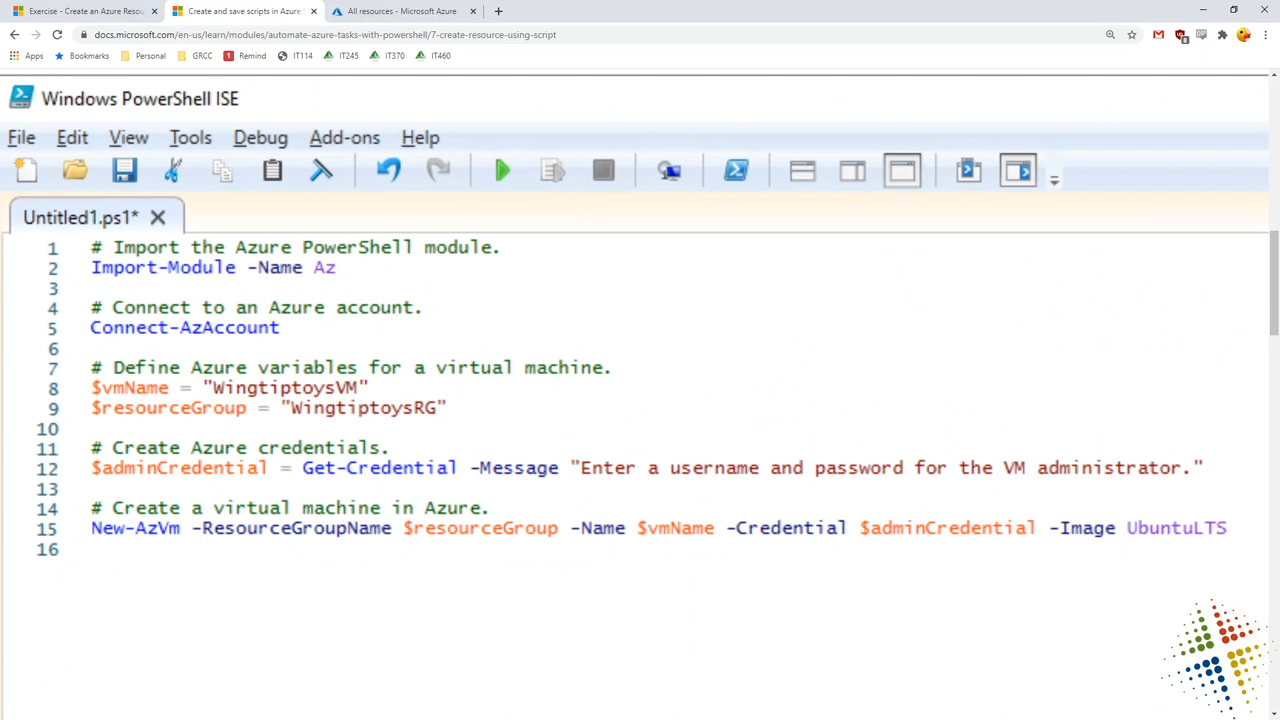 Exercise - Create an Azure Resou
Create and save scripts in Azure
All resources - Microsoft Azure
docs.microsoft.com/en-us/learn/modules/automate-azure-tasks-with-powershell/7-create-resource-using-script
Apps Bookmarks Personal GRCC 1 Remind IT114 IT245 IT370 IT460
Windows PowerShell ISE
File Edit View Tools Debug Add-ons Help
Untitled1.ps1*
1 # Import the Azure PowerShell module.
2 Import-Module -Name Az
3
4 # Connect to an Azure account.
5 Connect-AzAccount
6
7 # Define Azure variables for a virtual machine.
8 $vmName = "WingtiptoysVM"
9 $resourceGroup = "WingtiptoysRG"
10
11 # Create Azure credentials.
12 $adminCredential = Get-Credential -Message "Enter a username and password for the VM administrator."
13
14 # Create a virtual machine in Azure.
15 New-AzVm -ResourceGroupName $resourceGroup -Name $vmName -Credential $adminCredential -Image UbuntuLTS
16